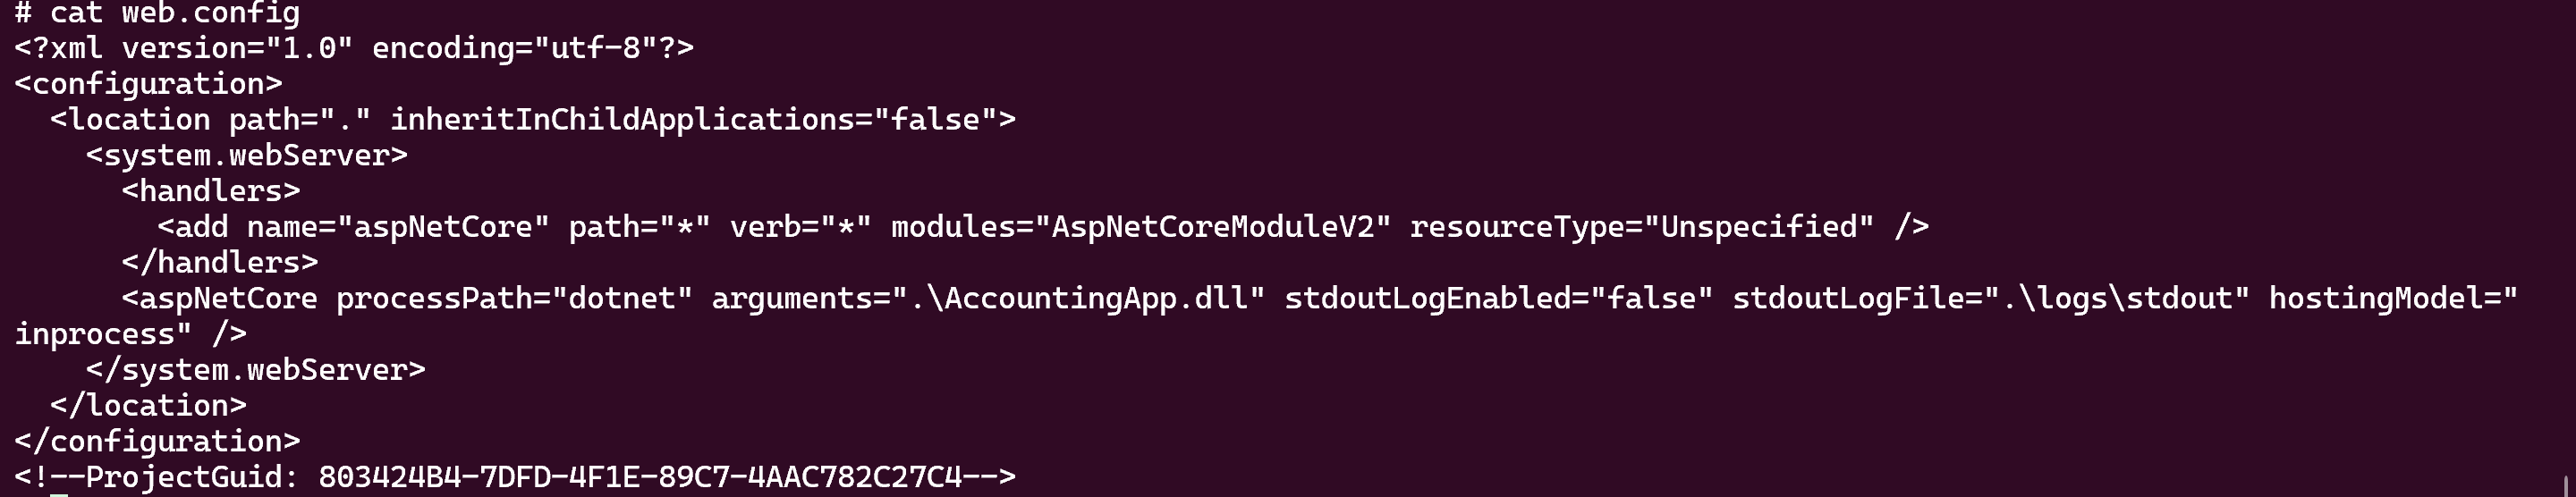 # cat web.config
<?xml version="1.0" encoding="utf-8"?>
<configuration>
  <location path="." inheritInChildApplications="false">
    <system.webServer>
      <handlers>
        <add name="aspNetCore" path="*" verb="*" modules="AspNetCoreModuleV2" resourceType="Unspecified" />
      </handlers>
      <aspNetCore processPath="dotnet" arguments=".\AccountingApp.dll" stdoutLogEnabled="false" stdoutLogFile=".\logs\stdout" hostingModel="
inprocess" />
    </system.webServer>
  </location>
</configuration>
<!--ProjectGuid: 803424B4-7DFD-4F1E-89C7-4AAC782C27C4-->